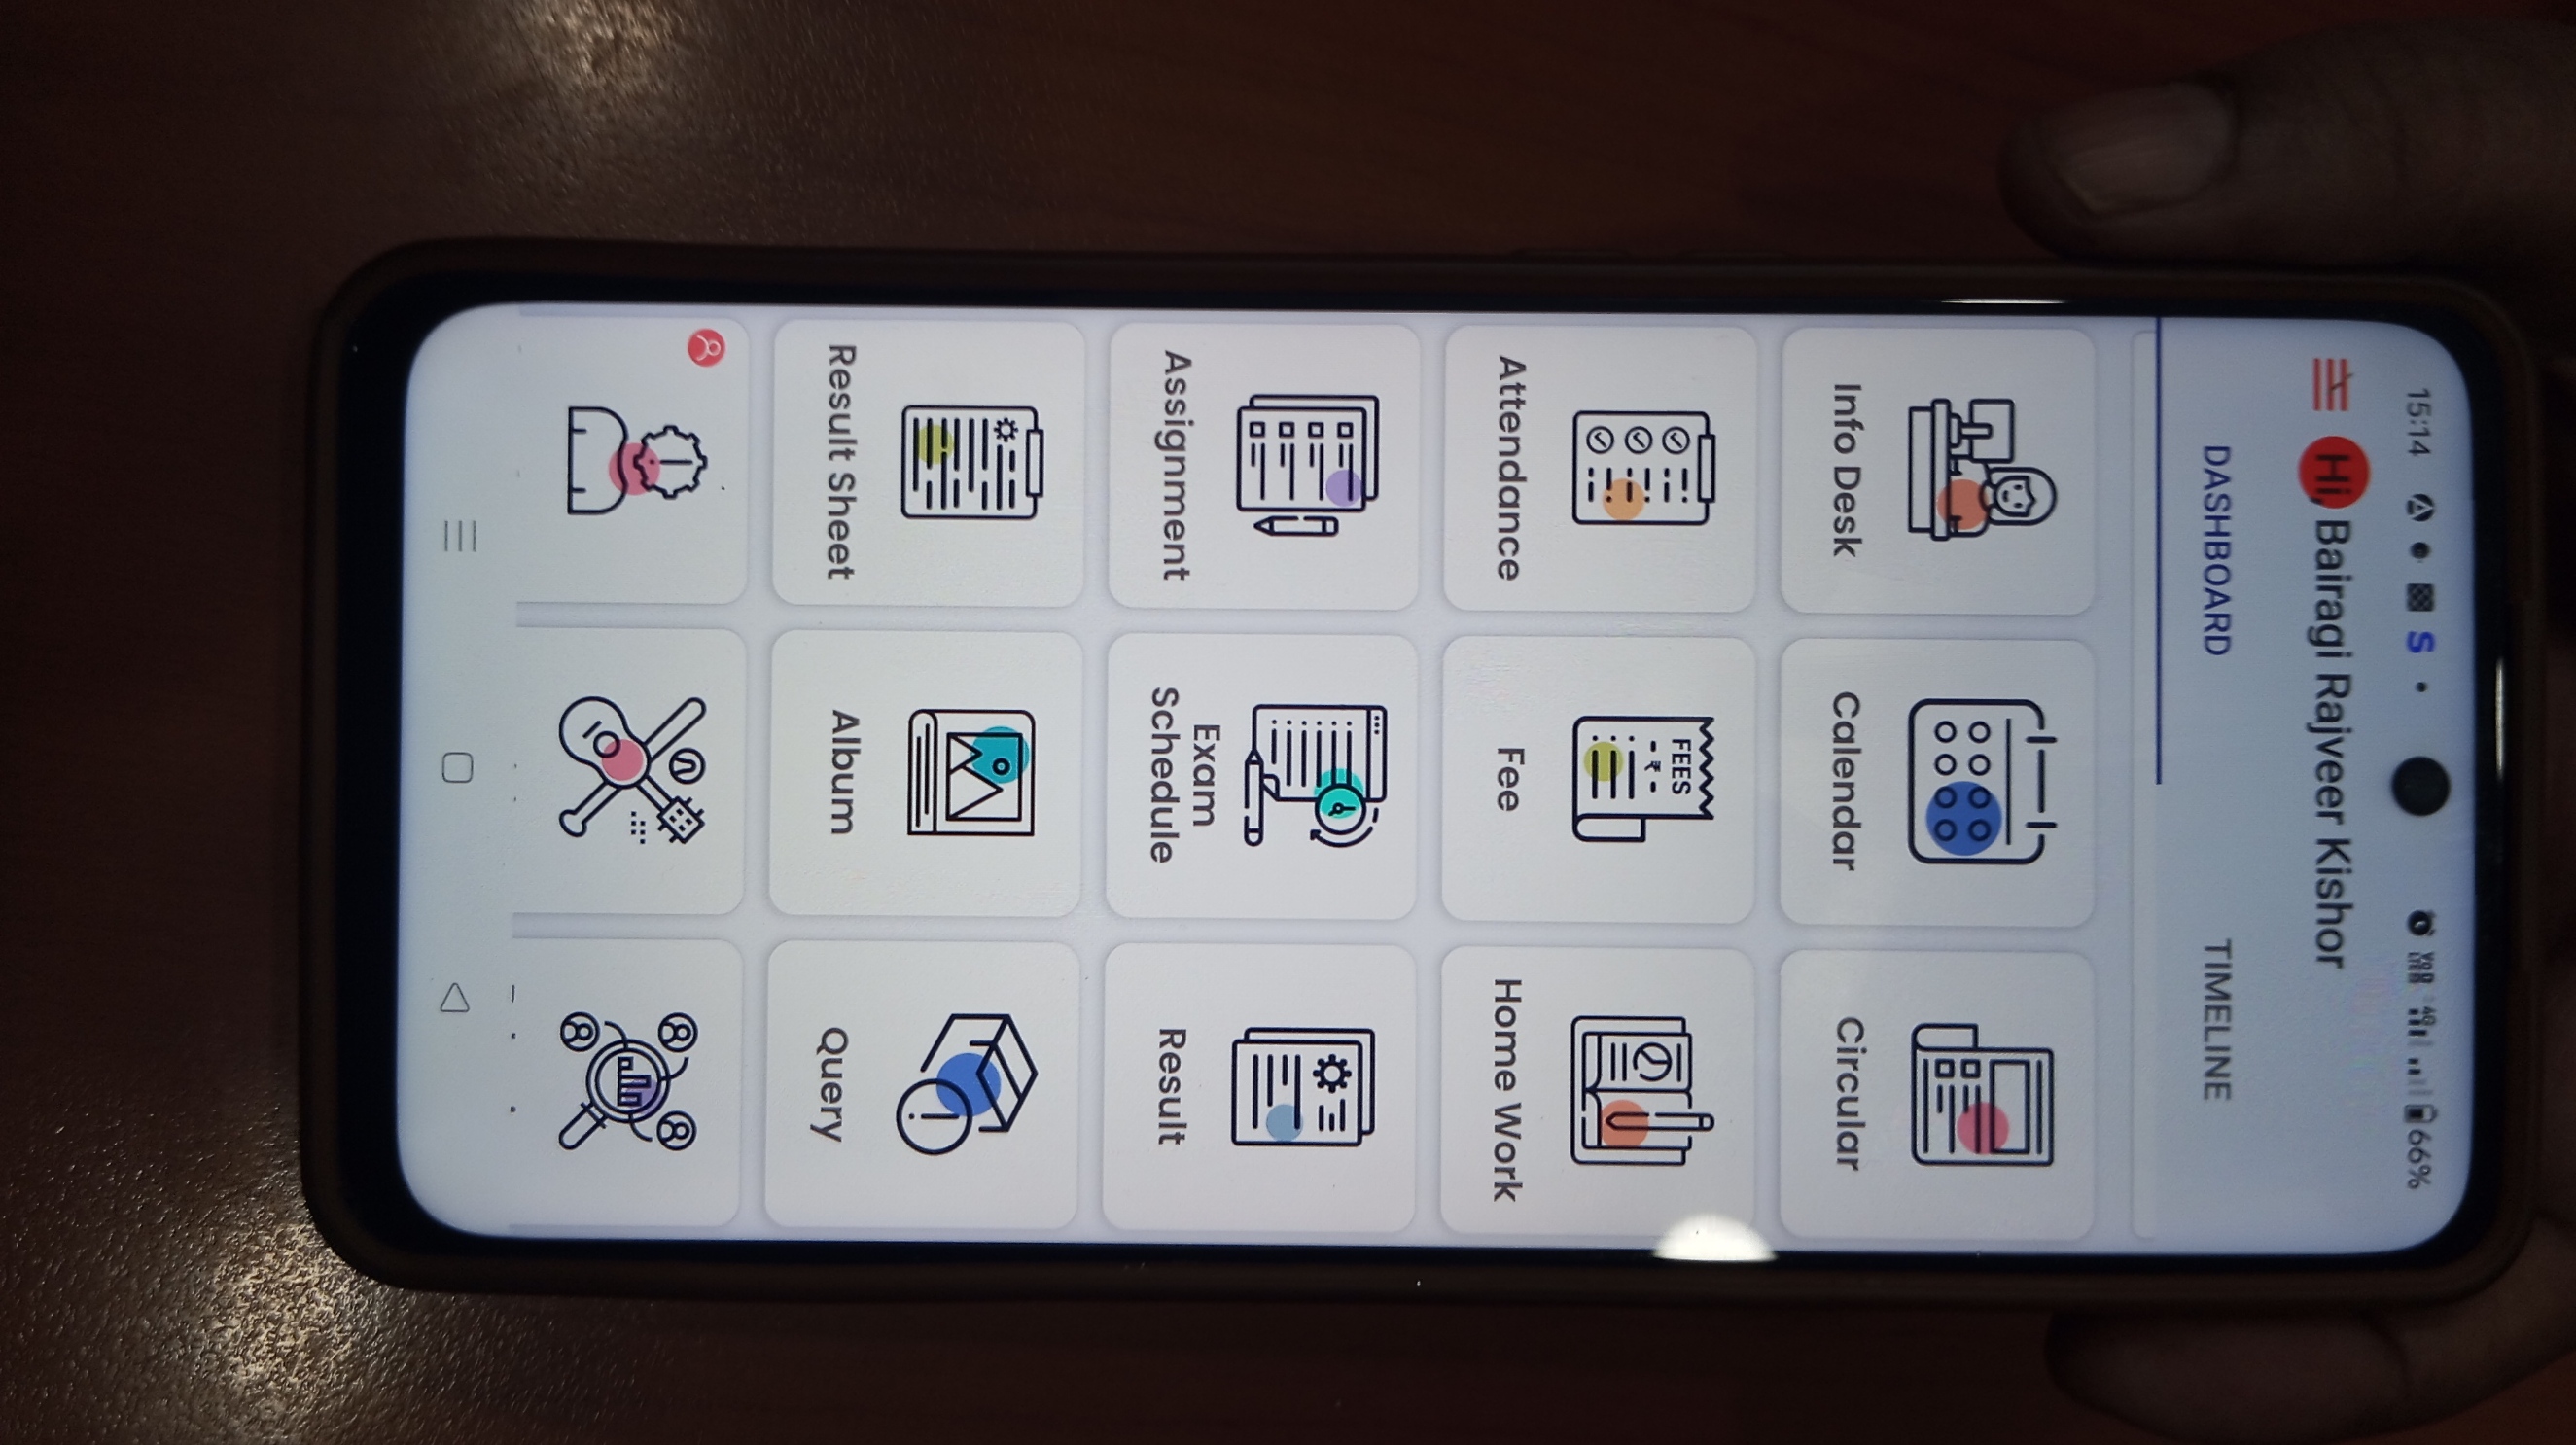 15:14 S 66%
Hi, Bairagi Rajveer Kishor
DASHBOARD TIMELINE
Info Desk Calendar Circular
FEES
Attendance Fee Home Work
Assignment Exam Schedule Result
Result Sheet Album Query